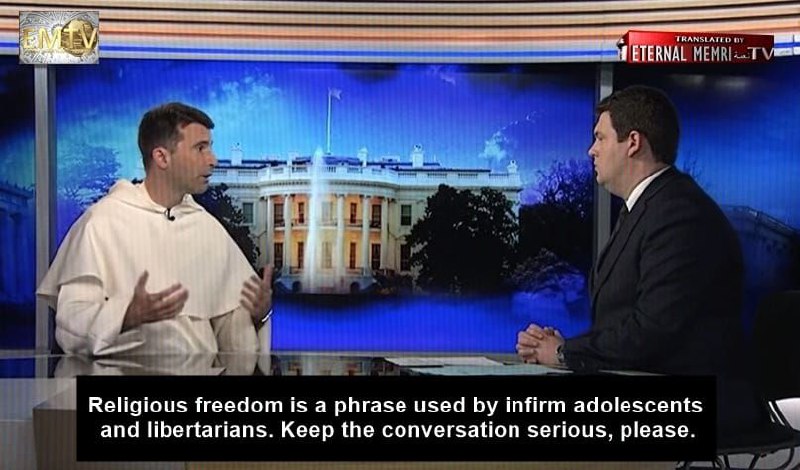 EMTV
TRANSLATED BY
ETERNAL MEMRI TV
Religious freedom is a phrase used by infirm adolescents
and libertarians. Keep the conversation serious, please.